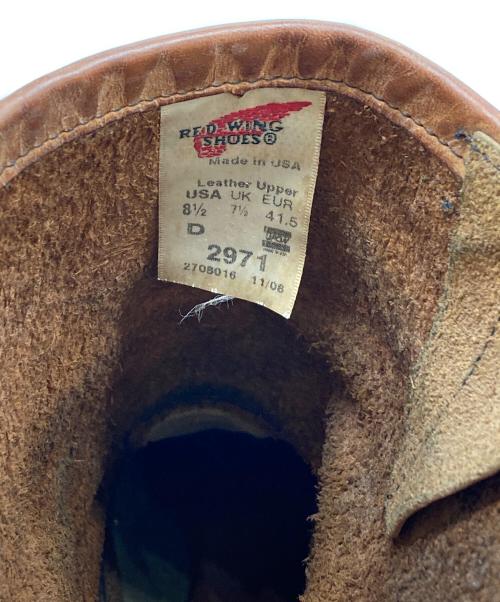 RED WING
SHOES®
Made in USA
Leather Upper
USA UK EUR
8½ 7½ 41.5
D
2971
2708016 11/08